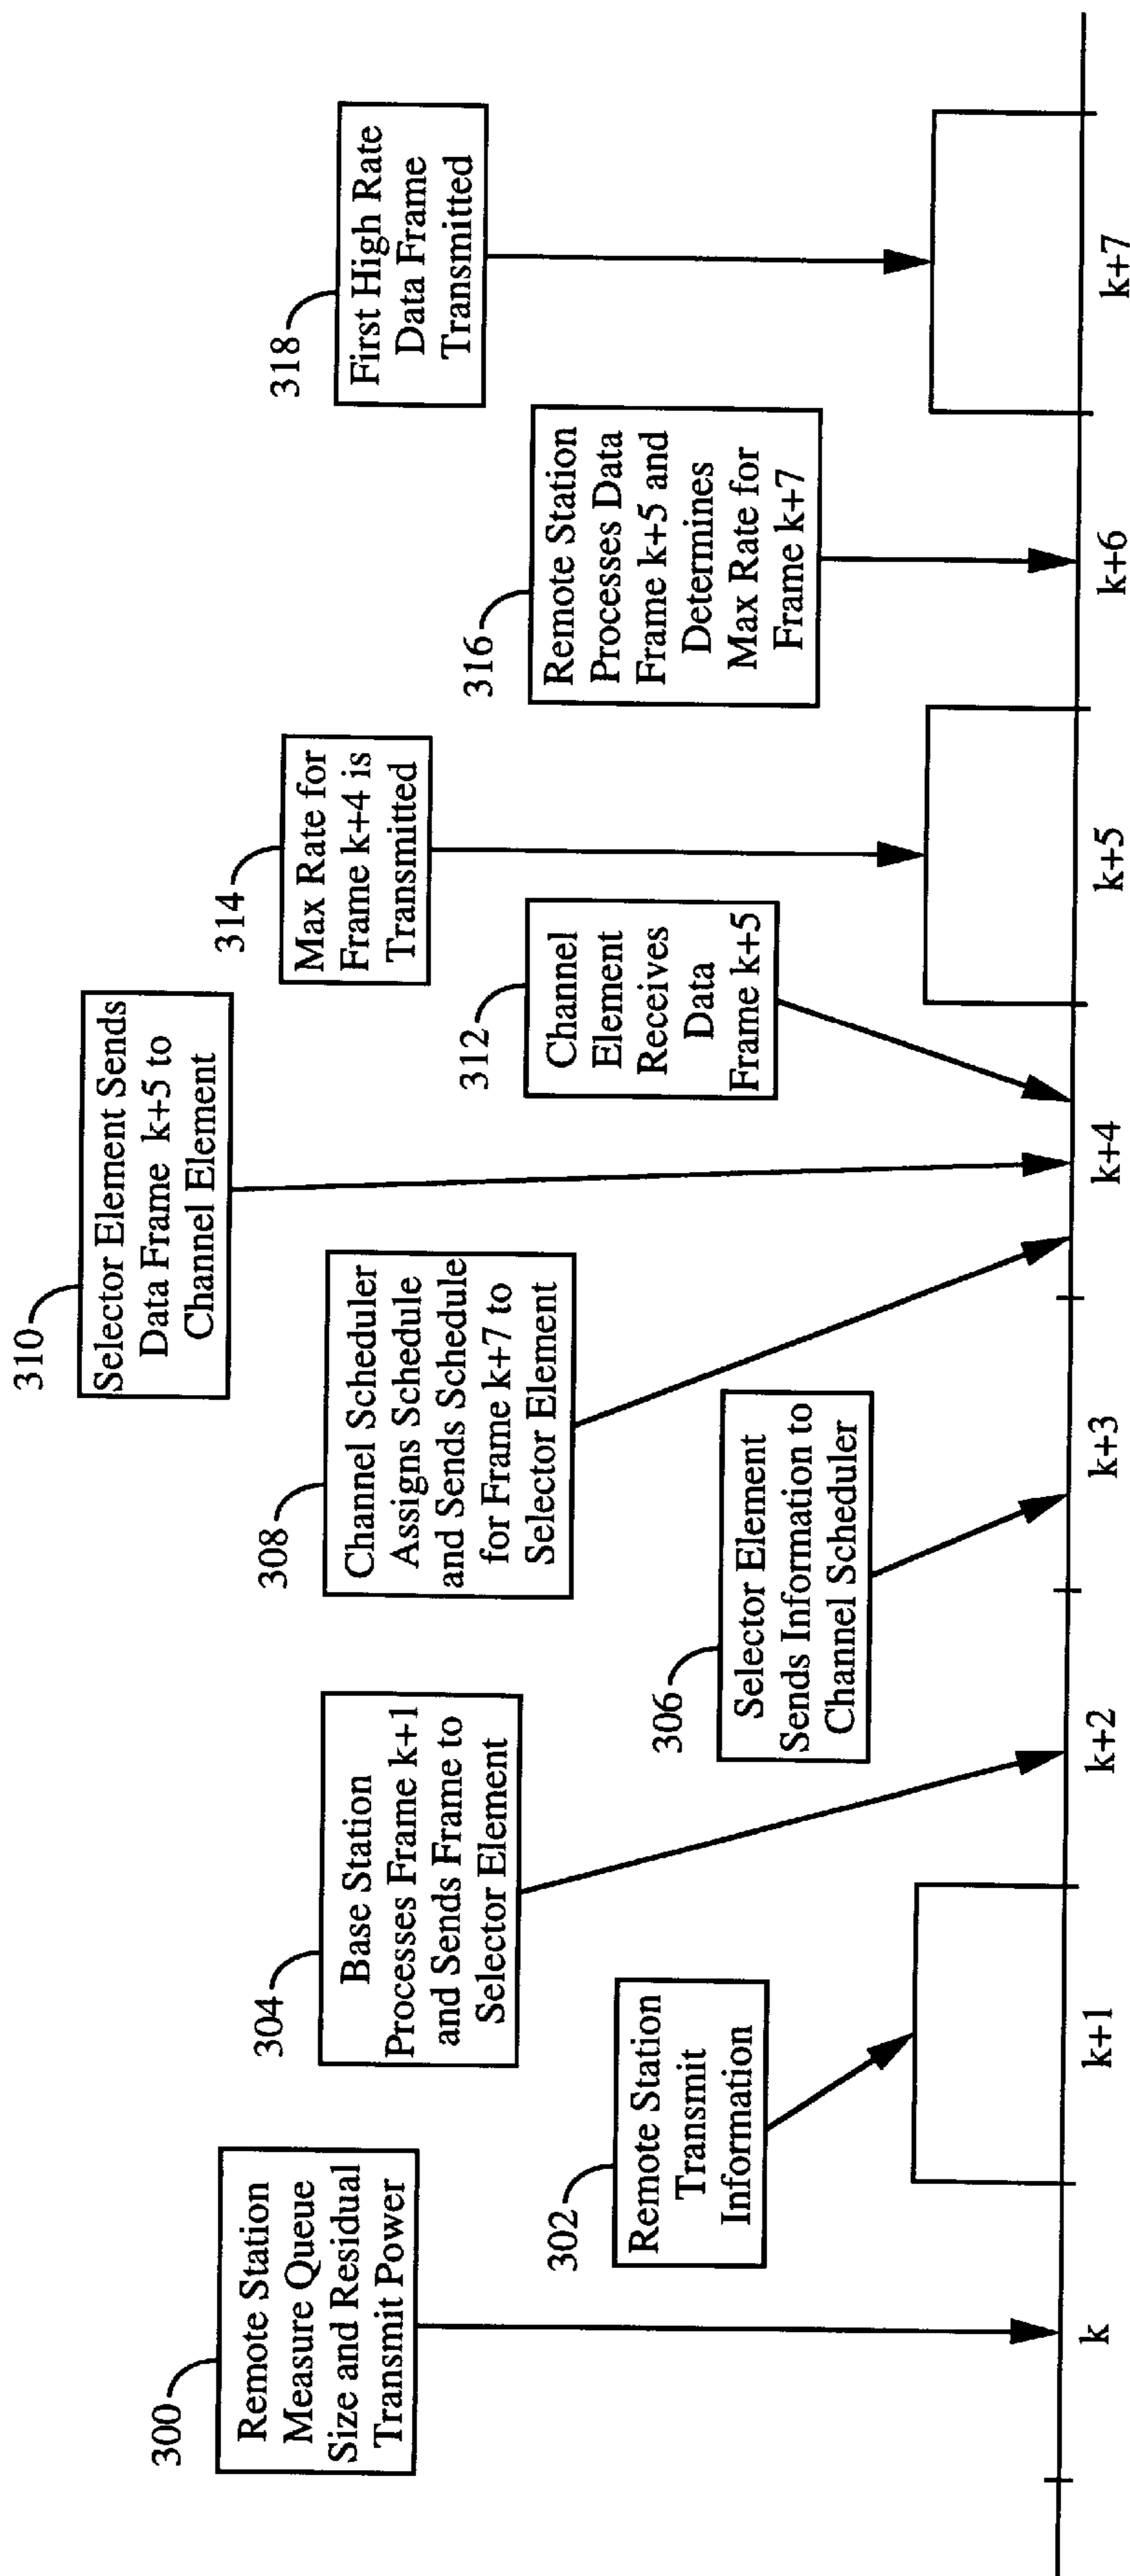 300
Remote Station
Measure Queue
Size and Residual
Transmit Power
302
Remote Station
Transmit
Information
304
Base Station
Processes Frame k+1
and Sends Frame to
Selector Element
306
Selector Element
Sends Information to
Channel Scheduler
308
Channel Scheduler
Assigns Schedule
and Sends Schedule
for Frame k+7 to
Selector Element
310
Selector Element Sends
Data Frame k+5 to
Channel Element
312
Channel
Element
Receives
Data
Frame k+5
314
Max Rate for
Frame k+4 is
Transmitted
316
Remote Station
Processes Data
Frame k+5 and
Determines
Max Rate for
Frame k+7
318
First High Rate
Data Frame
Transmitted
k
k+1
k+2
k+3
k+4
k+5
k+6
k+7